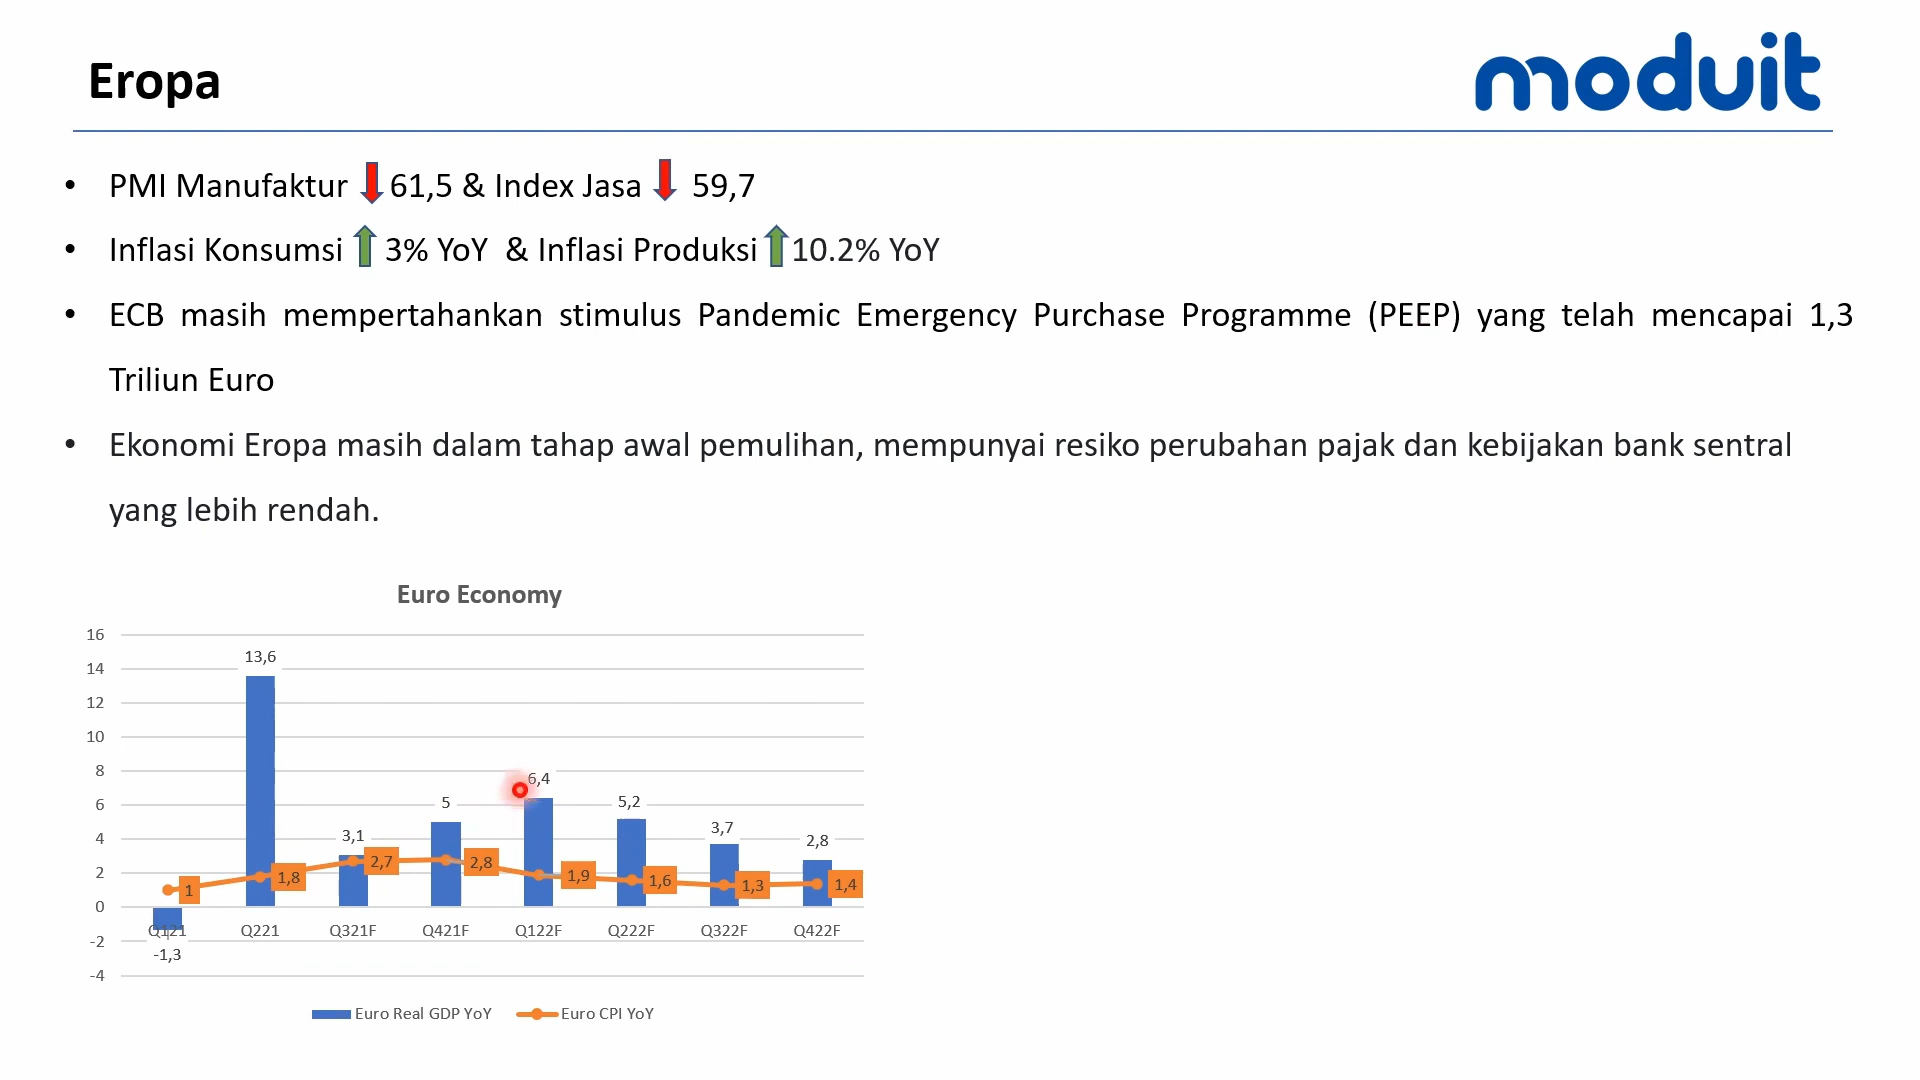 Eropa
moduit
• PMI Manufaktur 61,5 & Index Jasa 59,7
• Inflasi Konsumsi 3% YoY & Inflasi Produksi 10.2% YoY
• ECB masih mempertahankan stimulus Pandemic Emergency Purchase Programme (PEEP) yang telah mencapai 1,3
Triliun Euro
• Ekonomi Eropa masih dalam tahap awal pemulihan, mempunyai resiko perubahan pajak dan kebijakan bank sentral
yang lebih rendah.
Euro Economy
16
14
12
10
8
6
4
2
0
-2
-4
-1,3
13,6
3,1
5
6,4
5,2
3,7
2,8
1
1,8
2,7
2,8
1,9
1,6
1,3
1,4
Q121 Q221 Q321F Q421F Q122F Q222F Q322F Q422F
Euro Real GDP YoY Euro CPI YoY